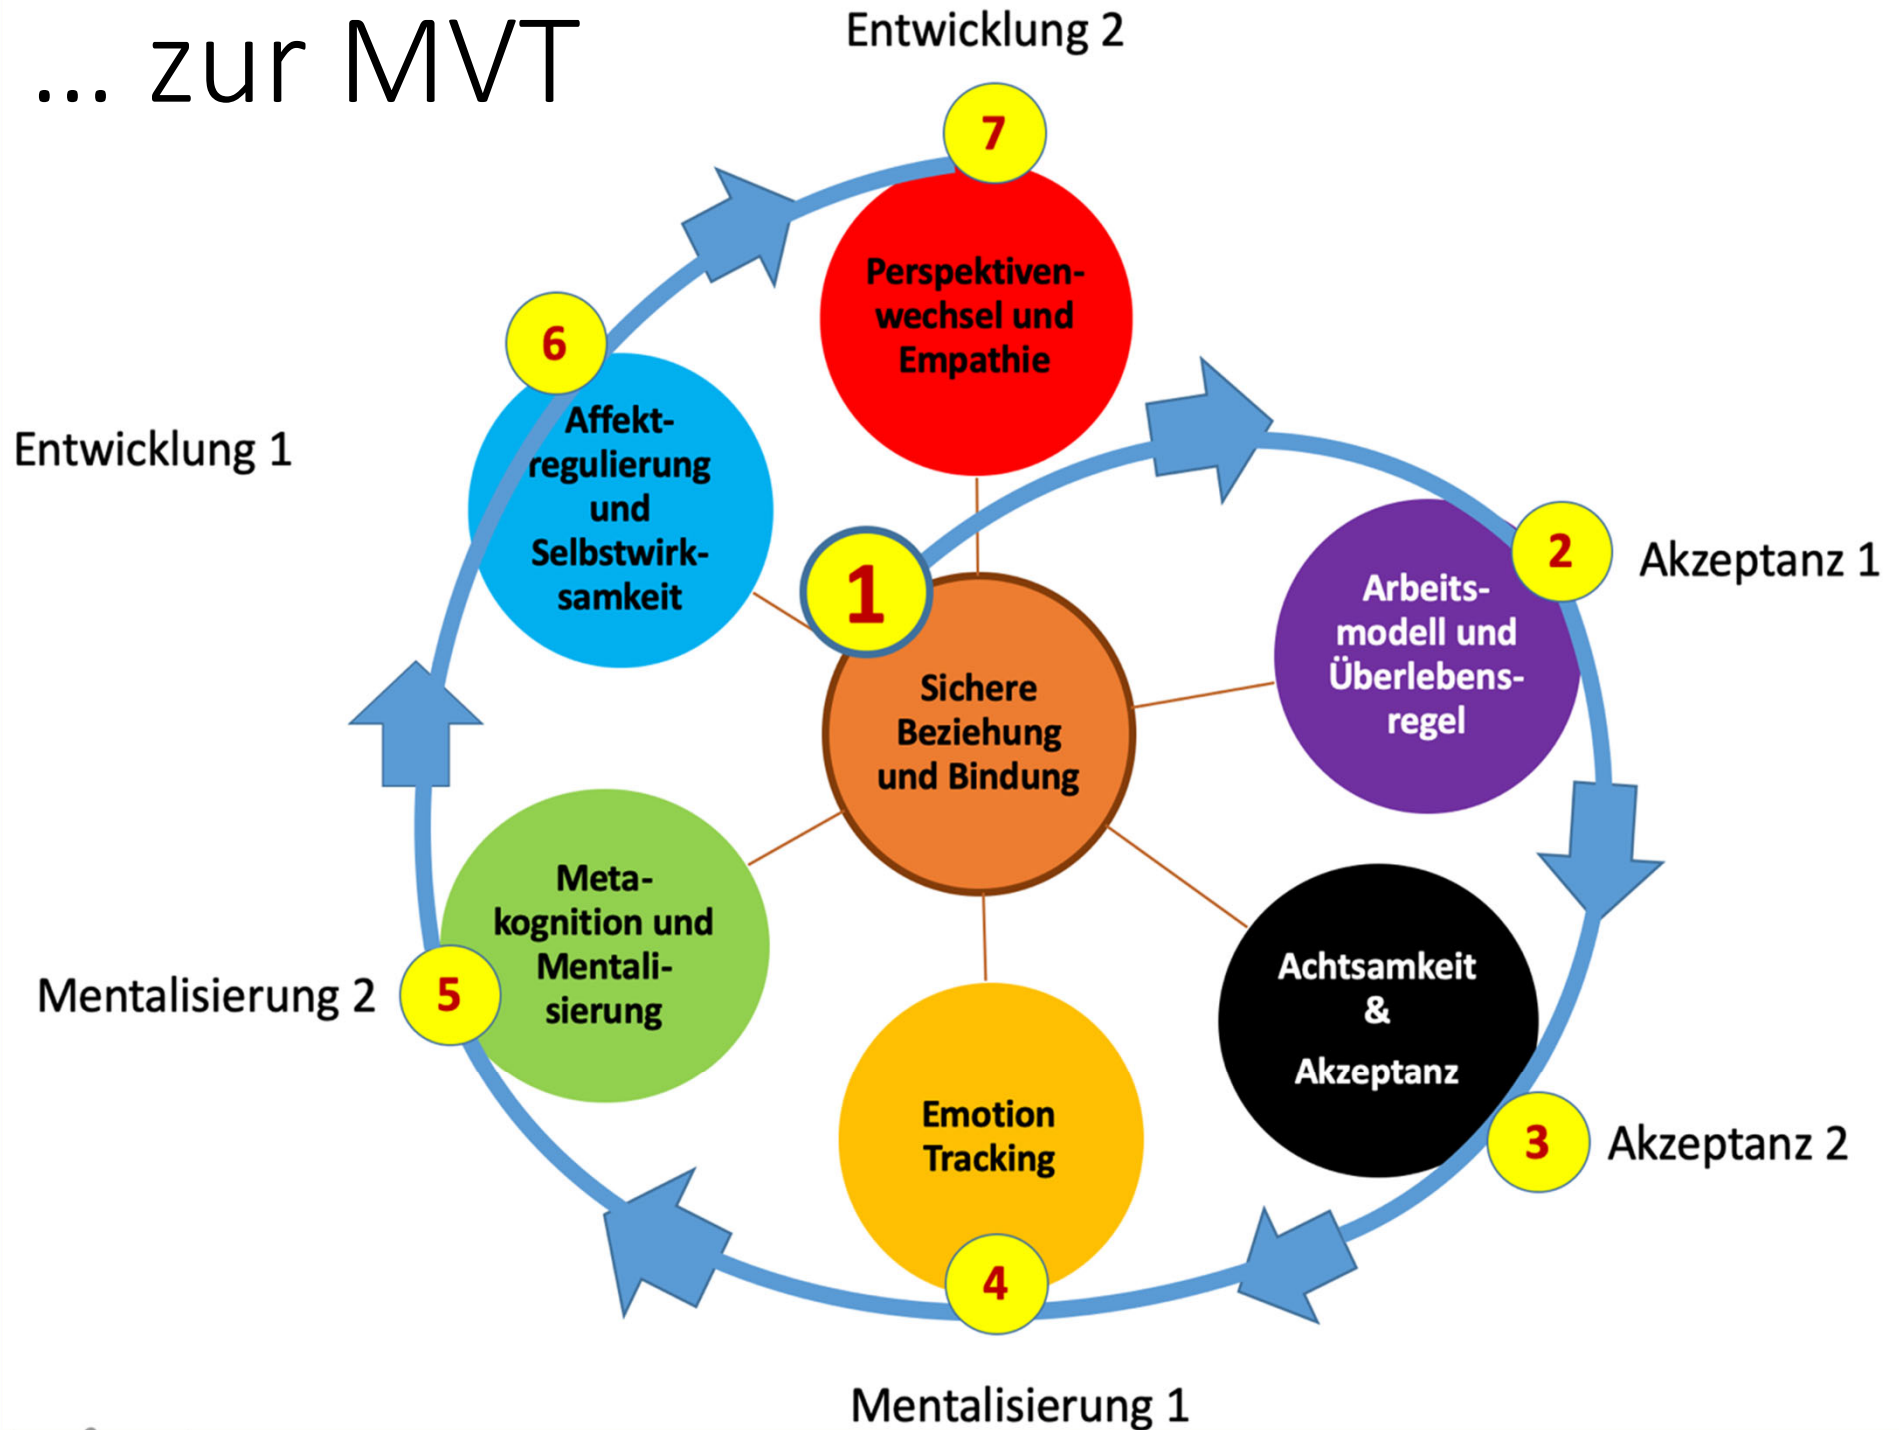 ... zur MVT
Entwicklung 2
7
Perspektiven-
wechsel und
Empathie
6
Affekt-
regulierung
und
Selbstwirk-
samkeit
Entwicklung 1
1
Sichere
Beziehung
und Bindung
2
Akzeptanz 1
Arbeits-
modell und
Überlebens-
regel
Achtsamkeit
&
Akzeptanz
3
Akzeptanz 2
Emotion
Tracking
4
Mentalisierung 1
Meta-
kognition und
Mentali-
sierung
5
Mentalisierung 2